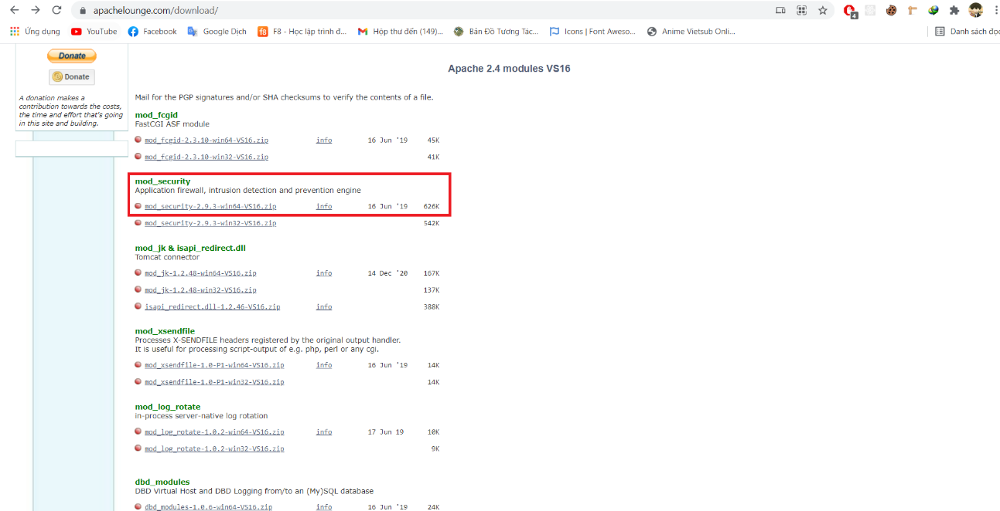 apachelounge.com/download/
4
Ứng dụng YouTube Facebook Google Dịch F8 - Học lập trình đ... Hộp thư đến (149)... Bản Đồ Tương Tác... Icons | Font Aweso... Anime Vietsub Onli... Danh sách đọc
Donate
Donate
A donation makes a
contribution towards the costs,
the time and effort that's going
in this site and building.
Apache 2.4 modules VS16
Mail for the PGP signatures and/or SHA checksums to verify the contents of a file.
mod_fcgid
FastCGI ASF module
mod_fcgid-2.3.10-win64-VS16.zip info 16 Jun '19 45K
mod_fcgid-2.3.10-win32-VS16.zip 41K
mod_security
Application firewall, intrusion detection and prevention engine
mod_security-2.9.3-win64-VS16.zip info 16 Jun '19 626K
mod_security-2.9.3-win32-VS16.zip 542K
mod_jk & isapi_redirect.dll
Tomcat connector
mod_jk-1.2.48-win64-VS16.zip info 14 Dec '20 167K
mod_jk-1.2.48-win32-VS16.zip 137K
isapi_redirect.dll-1.2.46-VS16.zip info 388K
mod_xsendfile
Processes X-SENDFILE headers registered by the original output handler.
It is useful for processing script-output of e.g. php, perl or any cgi.
mod_xsendfile-1.0-P1-win64-VS16.zip info 16 Jun '19 14K
mod_xsendfile-1.0-P1-win32-VS16.zip 14K
mod_log_rotate
in-process server-native log rotation
mod_log_rotate-1.0.2-win64-VS16.zip info 17 Jun 19 10K
mod_log_rotate-1.0.2-win32-VS16.zip 9K
dbd_modules
DBD Virtual Host and DBD Logging from/to an (My)SQL database
dbd_modules-1.0.6-win64-VS16.zip info 16 Jun '19 24K